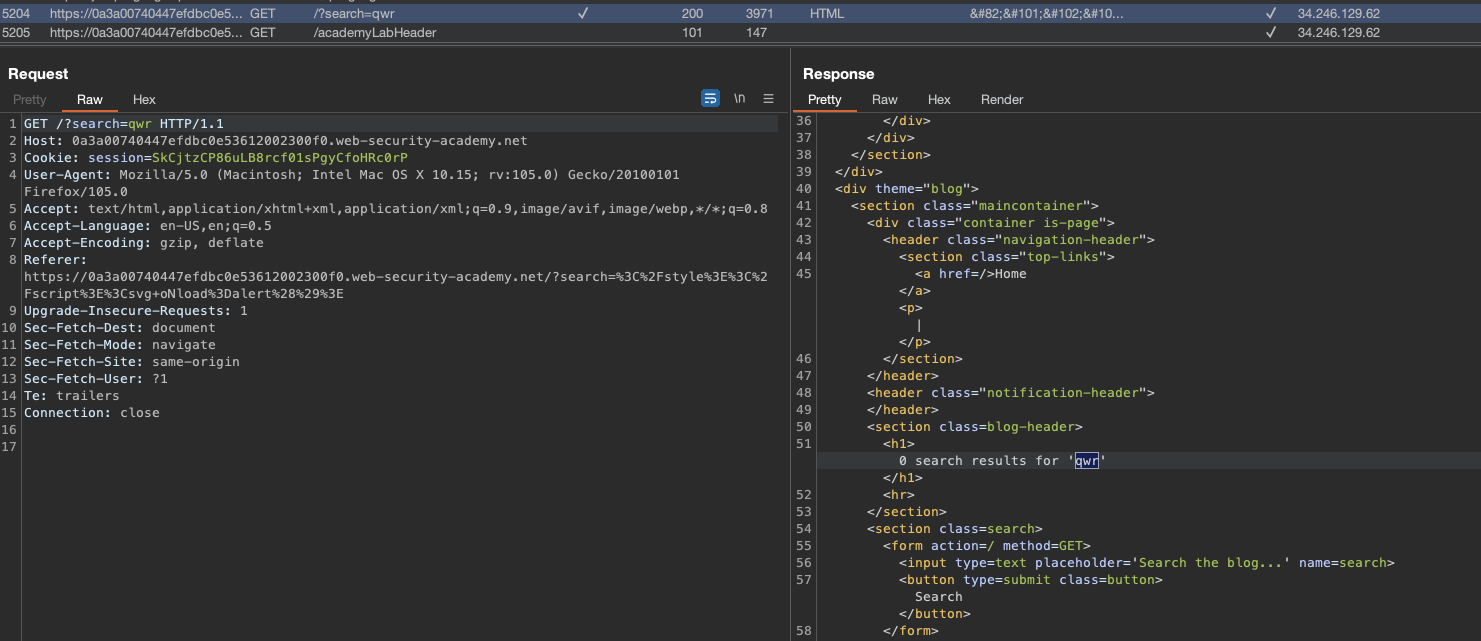 5204 https://0a3a00740447efdbc0e5... GET /?search=qwr ✓ 200 3971 HTML &#82;&#101;&#102;&#10... ✓ 34.246.129.62
5205 https://0a3a00740447efdbc0e5... GET /academyLabHeader 101 147 ✓ 34.246.129.62
Request
Pretty Raw Hex \n
1 GET /?search=qwr HTTP/1.1
2 Host: 0a3a00740447efdbc0e53612002300f0.web-security-academy.net
3 Cookie: session=SkCjtzCP86uLB8rcf01sPgyCfoHRc0rP
4 User-Agent: Mozilla/5.0 (Macintosh; Intel Mac OS X 10.15; rv:105.0) Gecko/20100101
Firefox/105.0
5 Accept: text/html,application/xhtml+xml,application/xml;q=0.9,image/avif,image/webp,*/*;q=0.8
6 Accept-Language: en-US,en;q=0.5
7 Accept-Encoding: gzip, deflate
8 Referer:
https://0a3a00740447efdbc0e53612002300f0.web-security-academy.net/?search=%3C%2Fstyle%3E%3C%2
Fscript%3E%3Csvg+oNload%3Dalert%28%29%3E
9 Upgrade-Insecure-Requests: 1
10 Sec-Fetch-Dest: document
11 Sec-Fetch-Mode: navigate
12 Sec-Fetch-Site: same-origin
13 Sec-Fetch-User: ?1
14 Te: trailers
15 Connection: close
16
17
Response
Pretty Raw Hex Render
36 </div>
37 </div>
38 </section>
39 </div>
40 <div theme="blog">
41 <section class="maincontainer">
42 <div class="container is-page">
43 <header class="navigation-header">
44 <section class="top-links">
45 <a href=/>Home
</a>
<p>
|
</p>
46 </section>
47 </header>
48 <header class="notification-header">
49 </header>
50 <section class=blog-header>
51 <h1>
0 search results for 'qwr'
</h1>
52 <hr>
53 </section>
54 <section class=search>
55 <form action=/ method=GET>
56 <input type=text placeholder='Search the blog...' name=search>
57 <button type=submit class=button>
Search
</button>
58 </form>